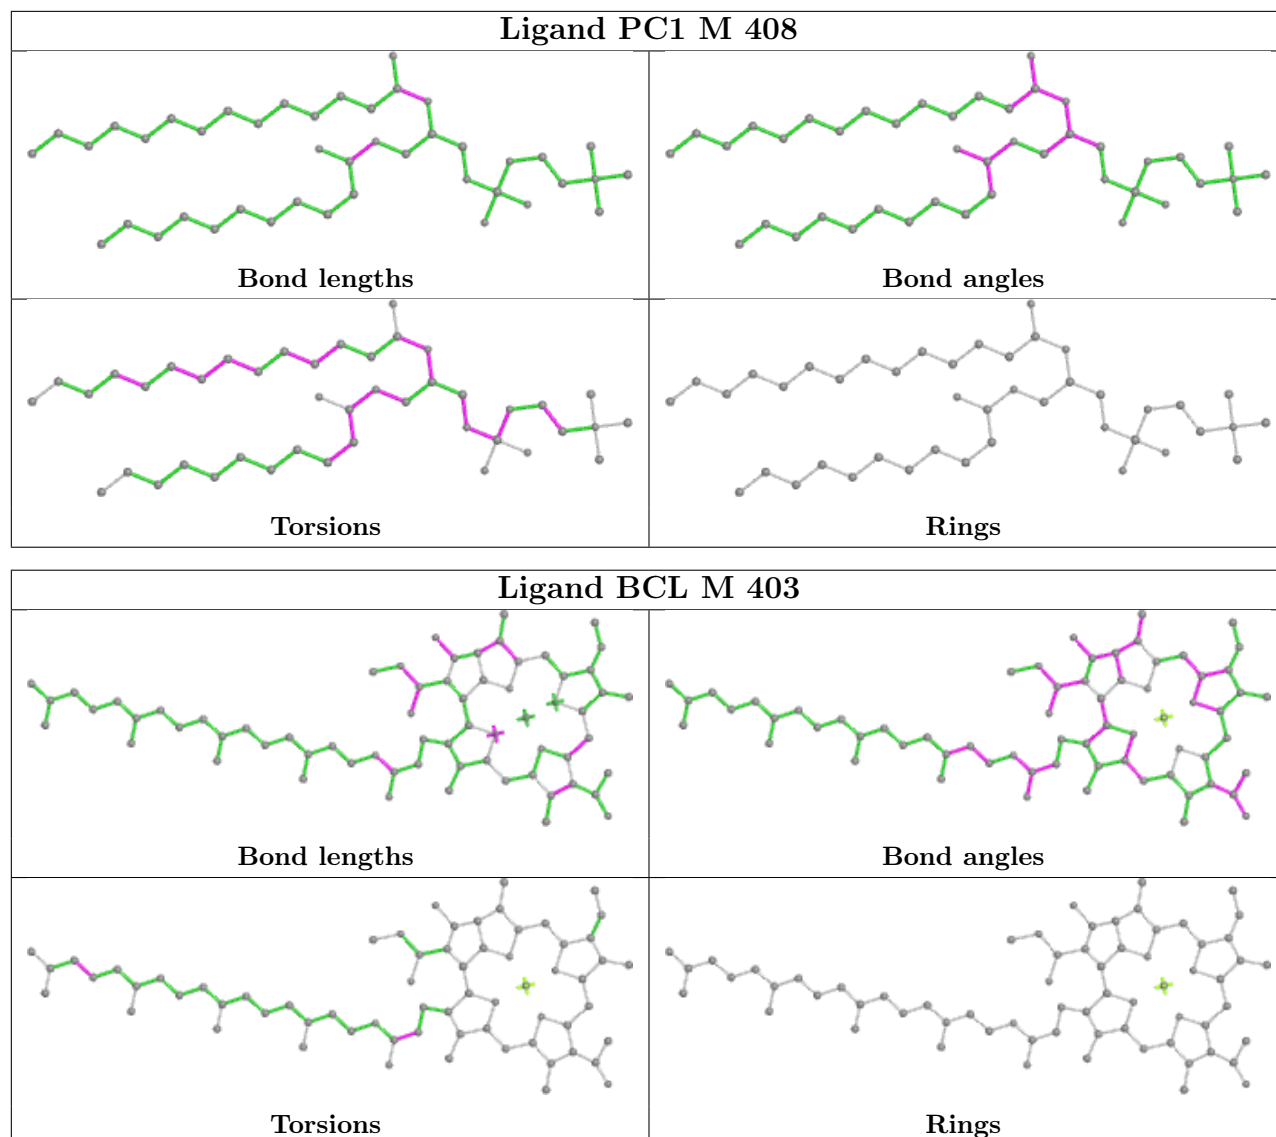 Ligand PC1 M 408
Bond lengths
Bond angles
Torsions
Rings
Ligand BCL M 403
Bond lengths
Bond angles
Torsions
Rings